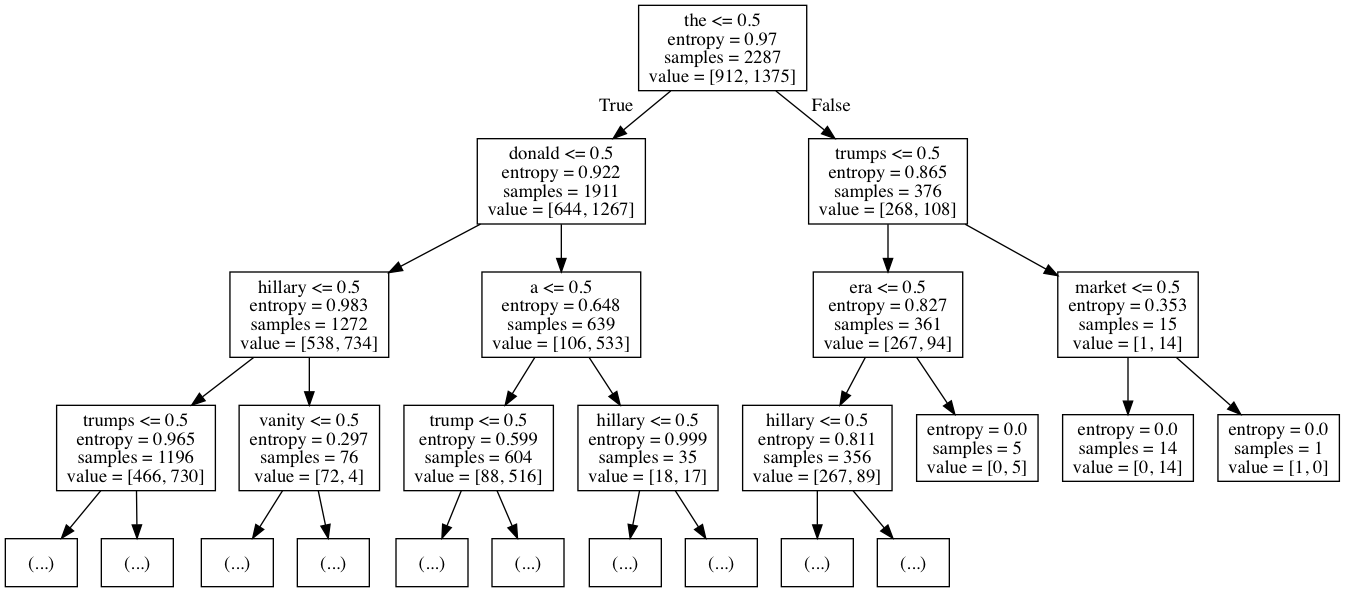 the <= 0.5
entropy = 0.97
samples = 2287
value = [912, 1375]
True
False
donald <= 0.5
entropy = 0.922
samples = 1911
value = [644, 1267]
trumps <= 0.5
entropy = 0.865
samples = 376
value = [268, 108]
hillary <= 0.5
entropy = 0.983
samples = 1272
value = [538, 734]
a <= 0.5
entropy = 0.648
samples = 639
value = [106, 533]
era <= 0.5
entropy = 0.827
samples = 361
value = [267, 94]
market <= 0.5
entropy = 0.353
samples = 15
value = [1, 14]
trumps <= 0.5
entropy = 0.965
samples = 1196
value = [466, 730]
vanity <= 0.5
entropy = 0.297
samples = 76
value = [72, 4]
trump <= 0.5
entropy = 0.599
samples = 604
value = [88, 516]
hillary <= 0.5
entropy = 0.999
samples = 35
value = [18, 17]
hillary <= 0.5
entropy = 0.811
samples = 356
value = [267, 89]
entropy = 0.0
samples = 5
value = [0, 5]
entropy = 0.0
samples = 14
value = [0, 14]
entropy = 0.0
samples = 1
value = [1, 0]
(...)
(...)
(...)
(...)
(...)
(...)
(...)
(...)
(...)
(...)